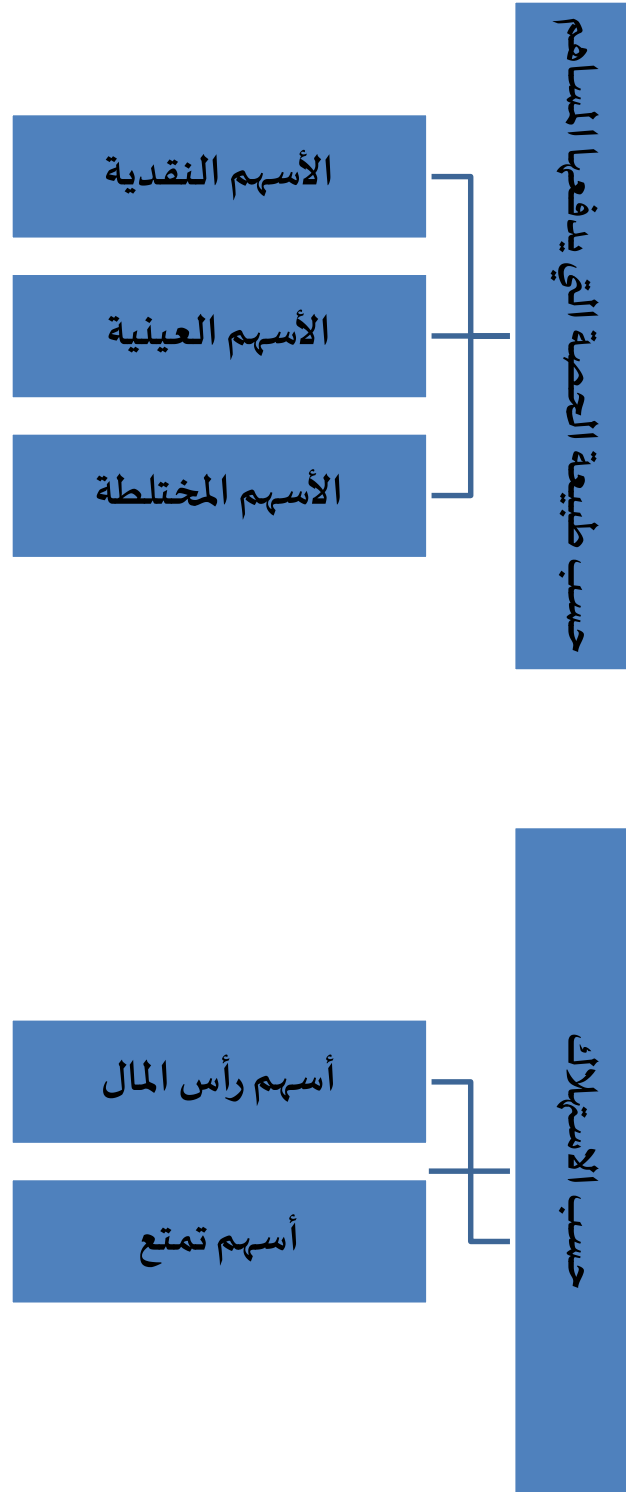 حسب طبيعة الحصة التي يدفعها المساهم
الأسهم النقدية
الأسهم العينية
الأسهم المختلطة
حسب الاستهلاك
أسهم رأس المال
أسهم تمتع